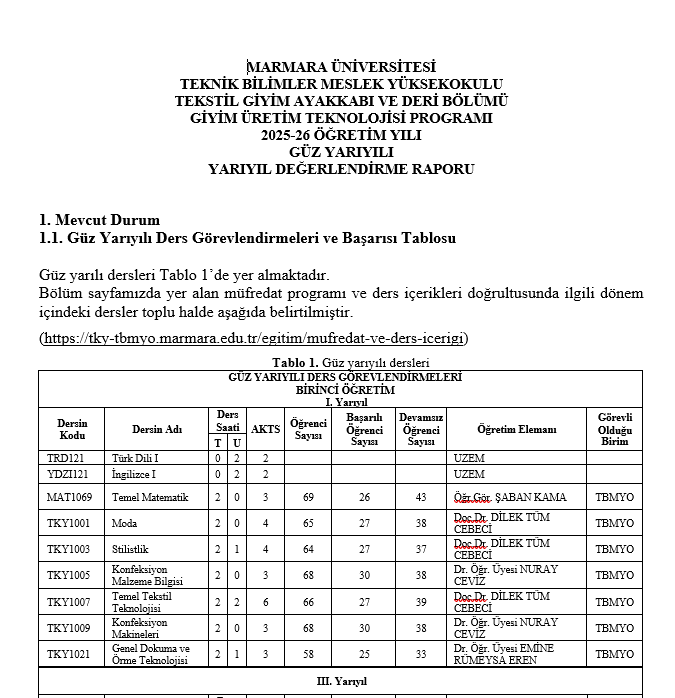 MARMARA ÜNİVERSİTESİ
TEKNİK BİLİMLER MESLEK YÜKSEKOKULU
TEKSTİL GİYİM AYAKKABI VE DERİ BÖLÜMÜ
GİYİM ÜRETİM TEKNOLOJİSİ PROGRAMI
2025-26 ÖĞRETİM YILI
GÜZ YARIYILI
YARIYIL DEĞERLENDİRME RAPORU
1. Mevcut Durum
1.1. Güz Yarıyılı Ders Görevlendirmeleri ve Başarısı Tablosu
Güz yarılı dersleri Tablo 1’de yer almaktadır.
Bölüm sayfamızda yer alan müfredat programı ve ders içerikleri doğrultusunda ilgili dönem
içindeki dersler toplu halde aşağıda belirtilmiştir.
(https://tky-tbmyo.marmara.edu.tr/egitim/mufredat-ve-ders-icerigi)
Tablo 1. Güz yarıyılı dersleri
GÜZ YARIYILI DERS GÖREVLENDİRMELERİ
BİRİNCİ ÖĞRETİM
I. Yarıyıl
Dersin Kodu Dersin Adı Ders Saati T U AKTS Öğrenci Sayısı Başarılı Öğrenci Sayısı Devamsız Öğrenci Sayısı Öğretim Elemanı Görevli Olduğu Birim
TRD121 Türk Dili I 0 2 2 UZEM
YDZI121 İngilizce I 0 2 2 UZEM
MAT1069 Temel Matematik 2 0 3 69 26 43 Öğr.Gör. ŞABAN KAMA TBMYO
TKY1001 Moda 2 0 4 65 27 38 Doç.Dr. DİLEK TÜM CEBECİ TBMYO
TKY1003 Stilistlik 2 1 4 64 27 37 Doç.Dr. DİLEK TÜM CEBECİ TBMYO
TKY1005 Konfeksiyon Malzeme Bilgisi 2 0 3 68 30 38 Dr. Öğr. Üyesi NURAY CEVİZ TBMYO
TKY1007 Temel Tekstil Teknolojisi 2 2 6 66 27 39 Doç.Dr. DİLEK TÜM CEBECİ TBMYO
TKY1009 Konfeksiyon Makineleri 2 0 3 68 30 38 Dr. Öğr. Üyesi NURAY CEVİZ TBMYO
TKY1021 Genel Dokuma ve Örme Teknolojisi 2 1 3 58 25 33 Dr. Öğr. Üyesi EMİNE RÜMEYSA EREN TBMYO
III. Yarıyıl